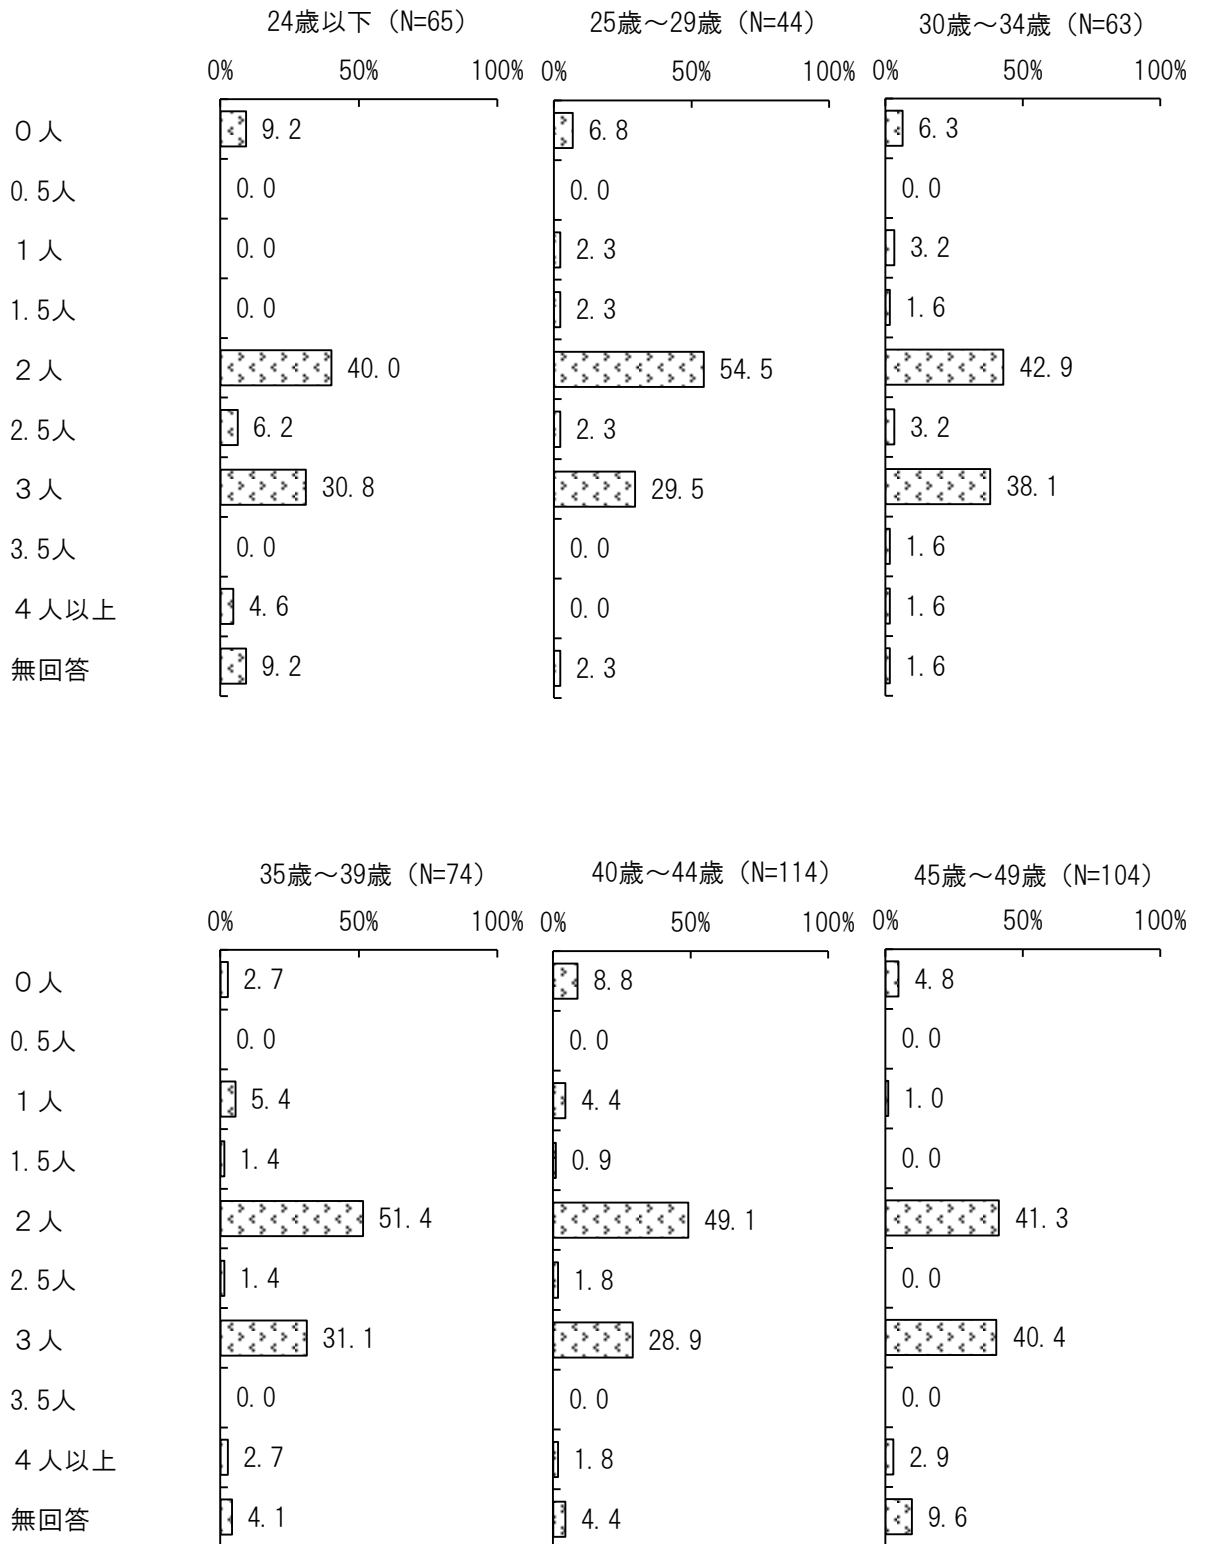 24歳以下（N=65） 25歳～29歳（N=44） 30歳～34歳（N=63）
0% 50% 100% 0% 50% 100% 0% 50% 100%
０人 9.2 6.8 6.3
0.5人 0.0 0.0 0.0
１人 0.0 2.3 3.2
1.5人 0.0 2.3 1.6
２人 40.0 54.5 42.9
2.5人 6.2 2.3 3.2
３人 30.8 29.5 38.1
3.5人 0.0 0.0 1.6
４人以上 4.6 0.0 1.6
無回答 9.2 2.3 1.6
35歳～39歳（N=74） 40歳～44歳（N=114） 45歳～49歳（N=104）
0% 50% 100% 0% 50% 100% 0% 50% 100%
０人 2.7 8.8 4.8
0.5人 0.0 0.0 0.0
１人 5.4 4.4 1.0
1.5人 1.4 0.9 0.0
２人 51.4 49.1 41.3
2.5人 1.4 1.8 0.0
３人 31.1 28.9 40.4
3.5人 0.0 0.0 0.0
４人以上 2.7 1.8 2.9
無回答 4.1 4.4 9.6